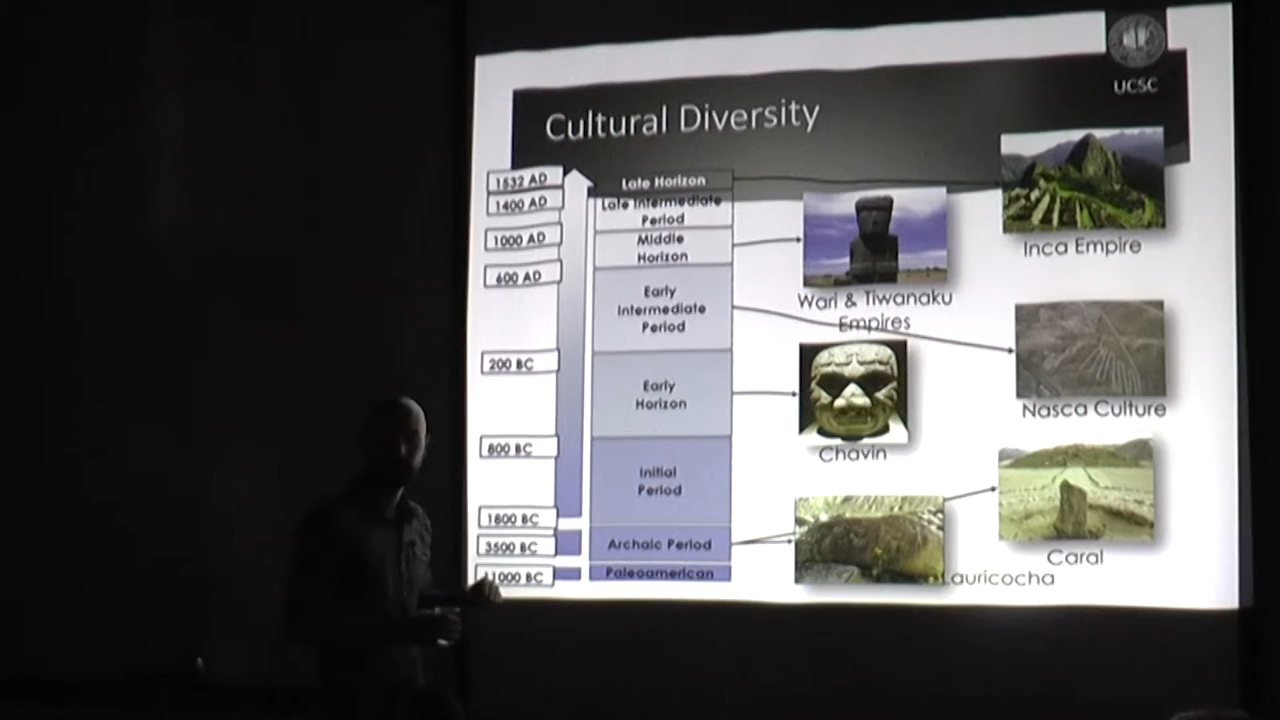 UCSC
Cultural Diversity
1532 AD
1400 AD
1000 AD
600 AD
200 BC
800 BC
1800 BC
3500 BC
11000 BC
Late Horizon
Late Intermediate
Period
Middle
Horizon
Early
Intermediate
Period
Early
Horizon
Initial
Period
Archaic Period
Paleoamerican
Inca Empire
Wari & Tiwanaku
Empires
Nasca Culture
Chavin
Caral
auricocha